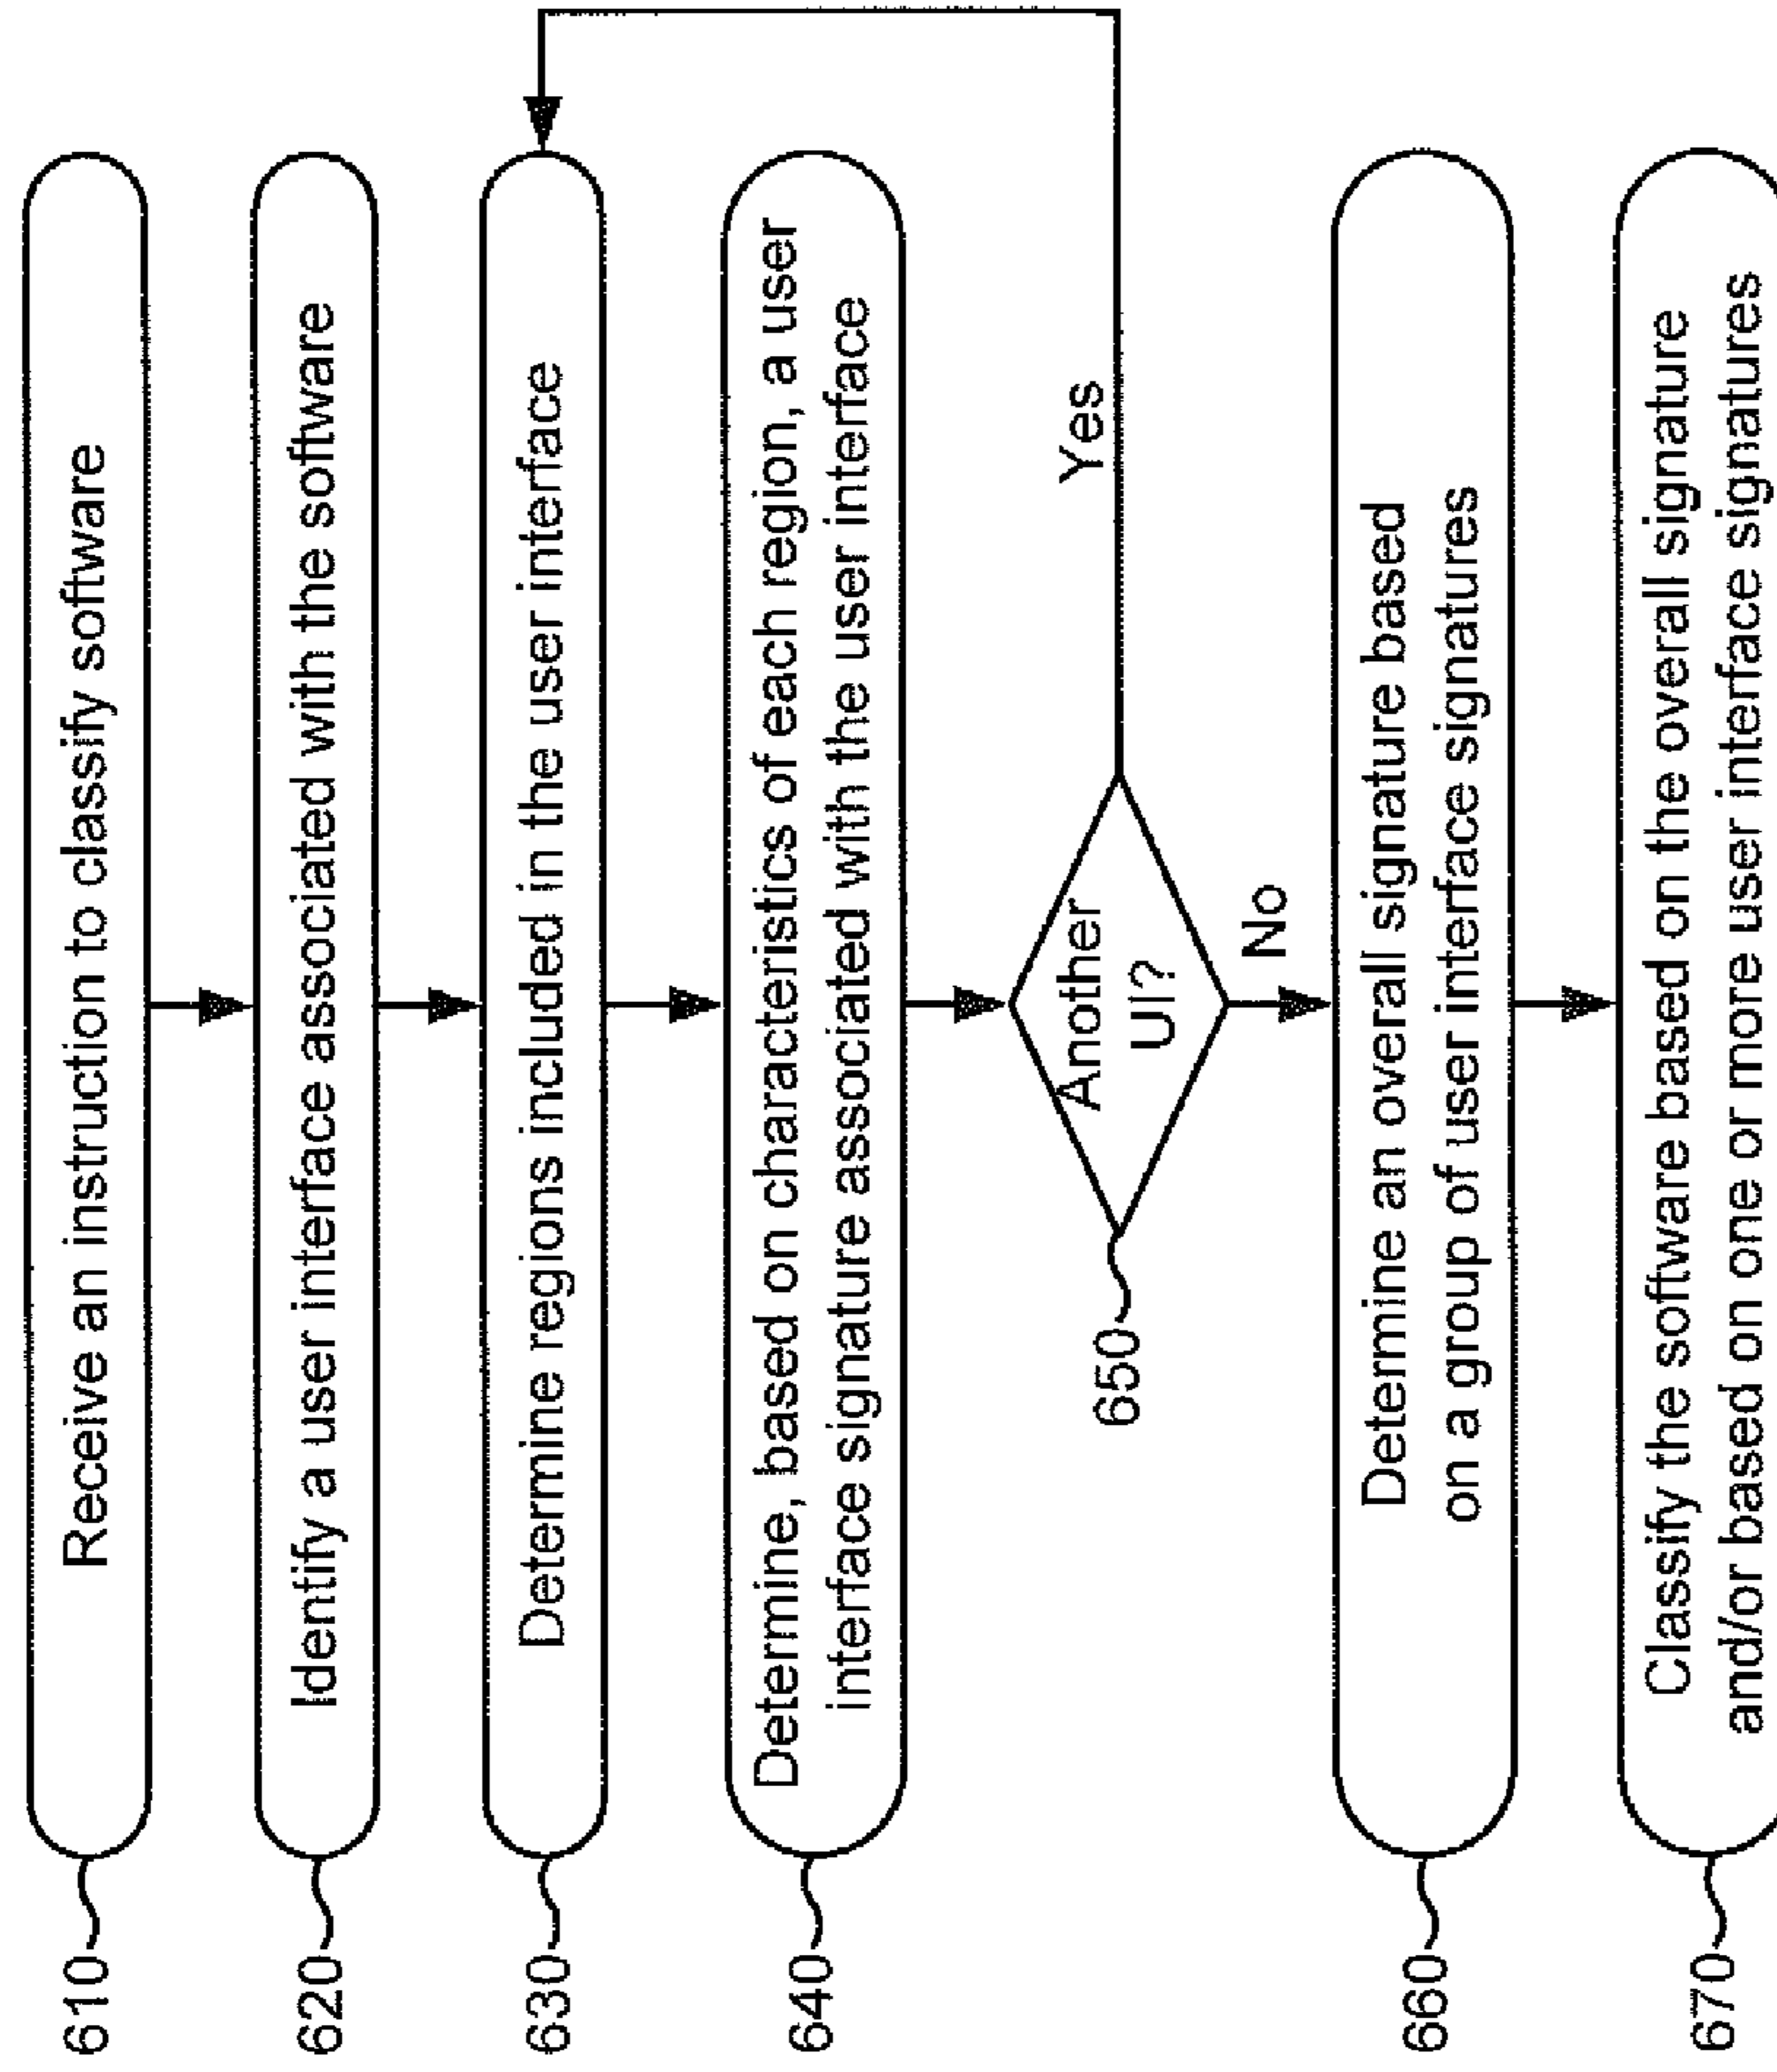 610
Receive an instruction to classify software
620
Identify a user interface associated with the software
630
Determine regions included in the user interface
640
Determine, based on characteristics of each region, a user
interface signature associated with the user interface
650
Another
UI?
Yes
No
660
Determine an overall signature based
on a group of user interface signatures
670
Classify the software based on the overall signature
and/or based on one or more user interface signatures